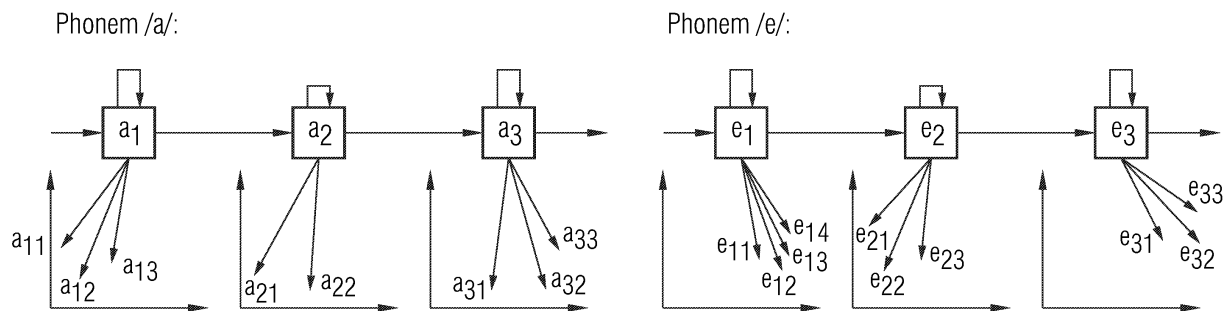 Phonem /a/: Phonem /e/:
a1 a2 a3 e1 e2 e3
a11 a12 a13 a21 a22 a31 a32 a33 e11 e12 e13 e14 e21 e22 e23 e31 e32 e33